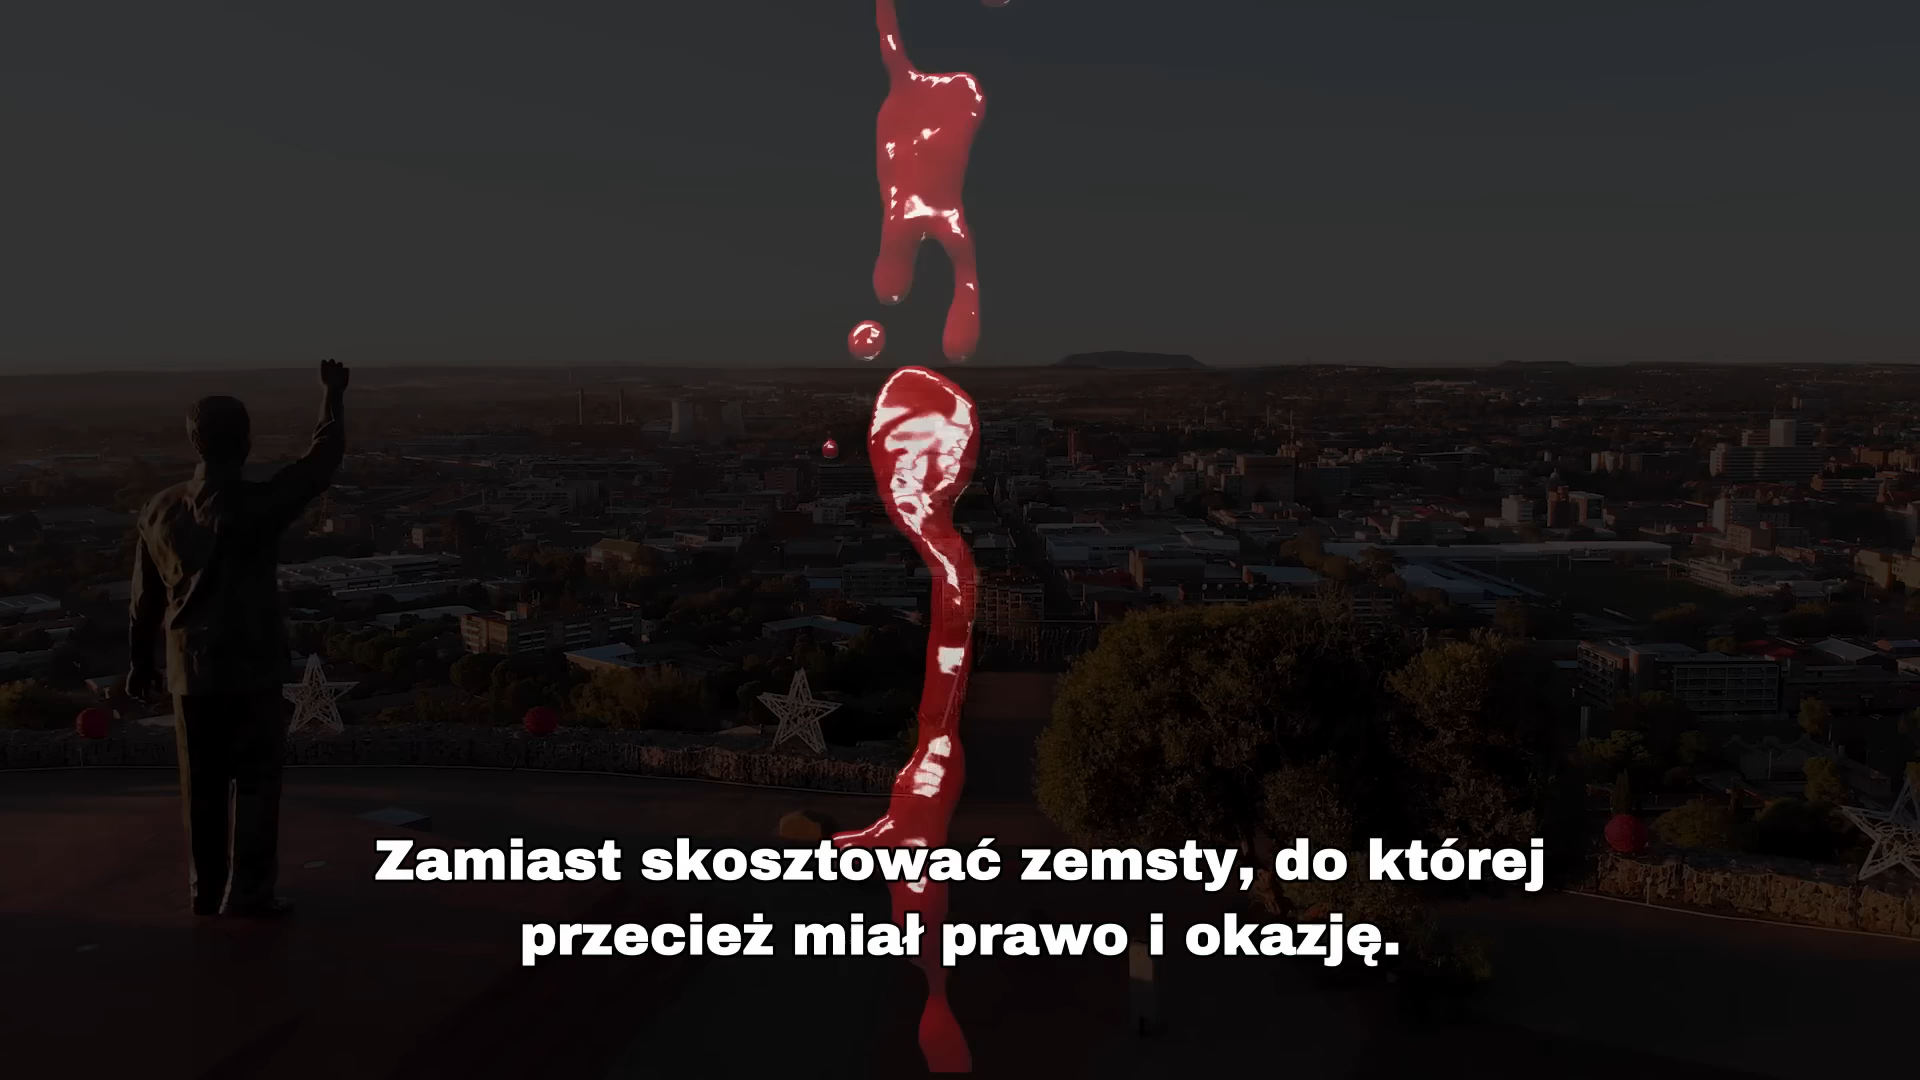 Zamiast skosztować zemsty, do której
przecież miał prawo i okazję.